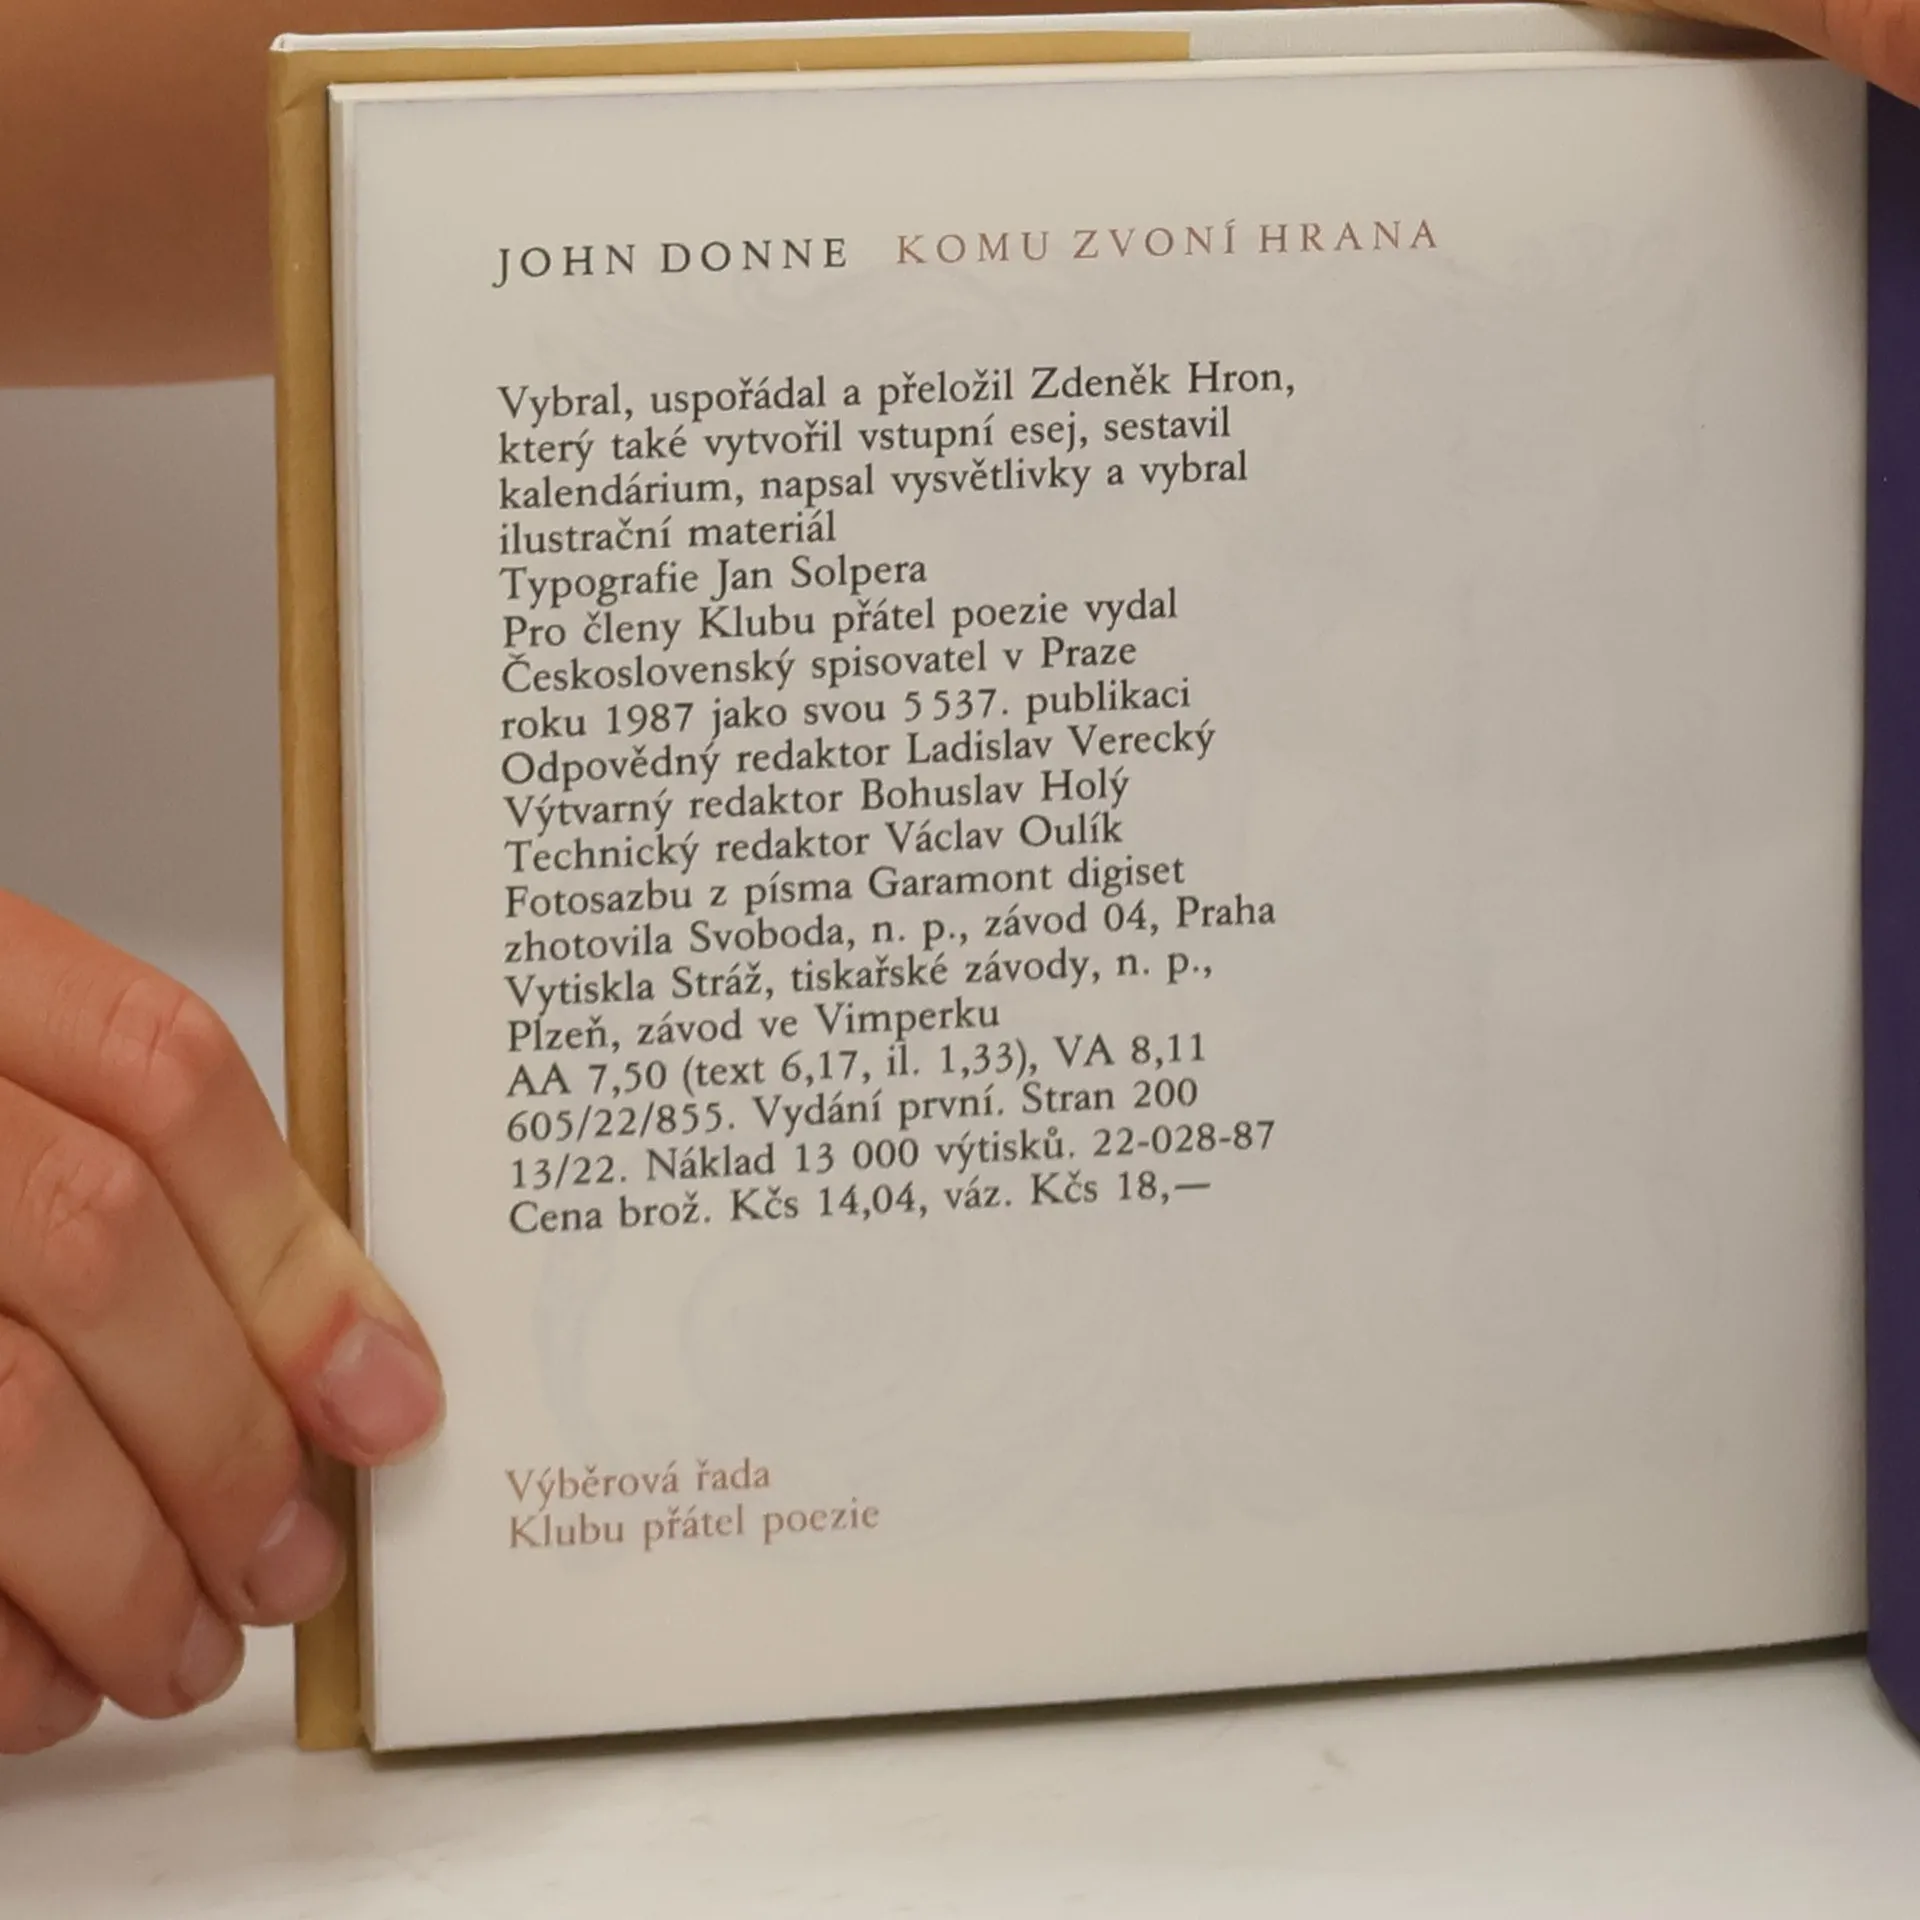 JOHN DONNE KOMU ZVONÍ HRANA
Vybral, uspořádal a přeložil Zdeněk Hron,
který také vytvořil vstupní esej, sestavil
kalendárium, napsal vysvětlivky a vybral
ilustrační materiál
Typografie Jan Solpera
Pro členy Klubu přátel poezie vydal
Československý spisovatel v Praze
roku 1987 jako svou 5 537. publikaci
Odpovědný redaktor Ladislav Verecký
Výtvarný redaktor Bohuslav Holý
Technický redaktor Václav Oulík
Fotosazbu z písma Garamont digiset
zhotovila Svoboda, n. p., závod 04, Praha
Vytiskla Stráž, tiskařské závody, n. p.,
Plzeň, závod ve Vimperku
AA 7,50 (text 6,17, il. 1,33), VA 8,11
605/22/855. Vydání první. Stran 200
13/22. Náklad 13 000 výtisků. 22-028-87
Cena brož. Kčs 14,04, váz. Kčs 18,—
Výběrová řada
Klubu přátel poezie